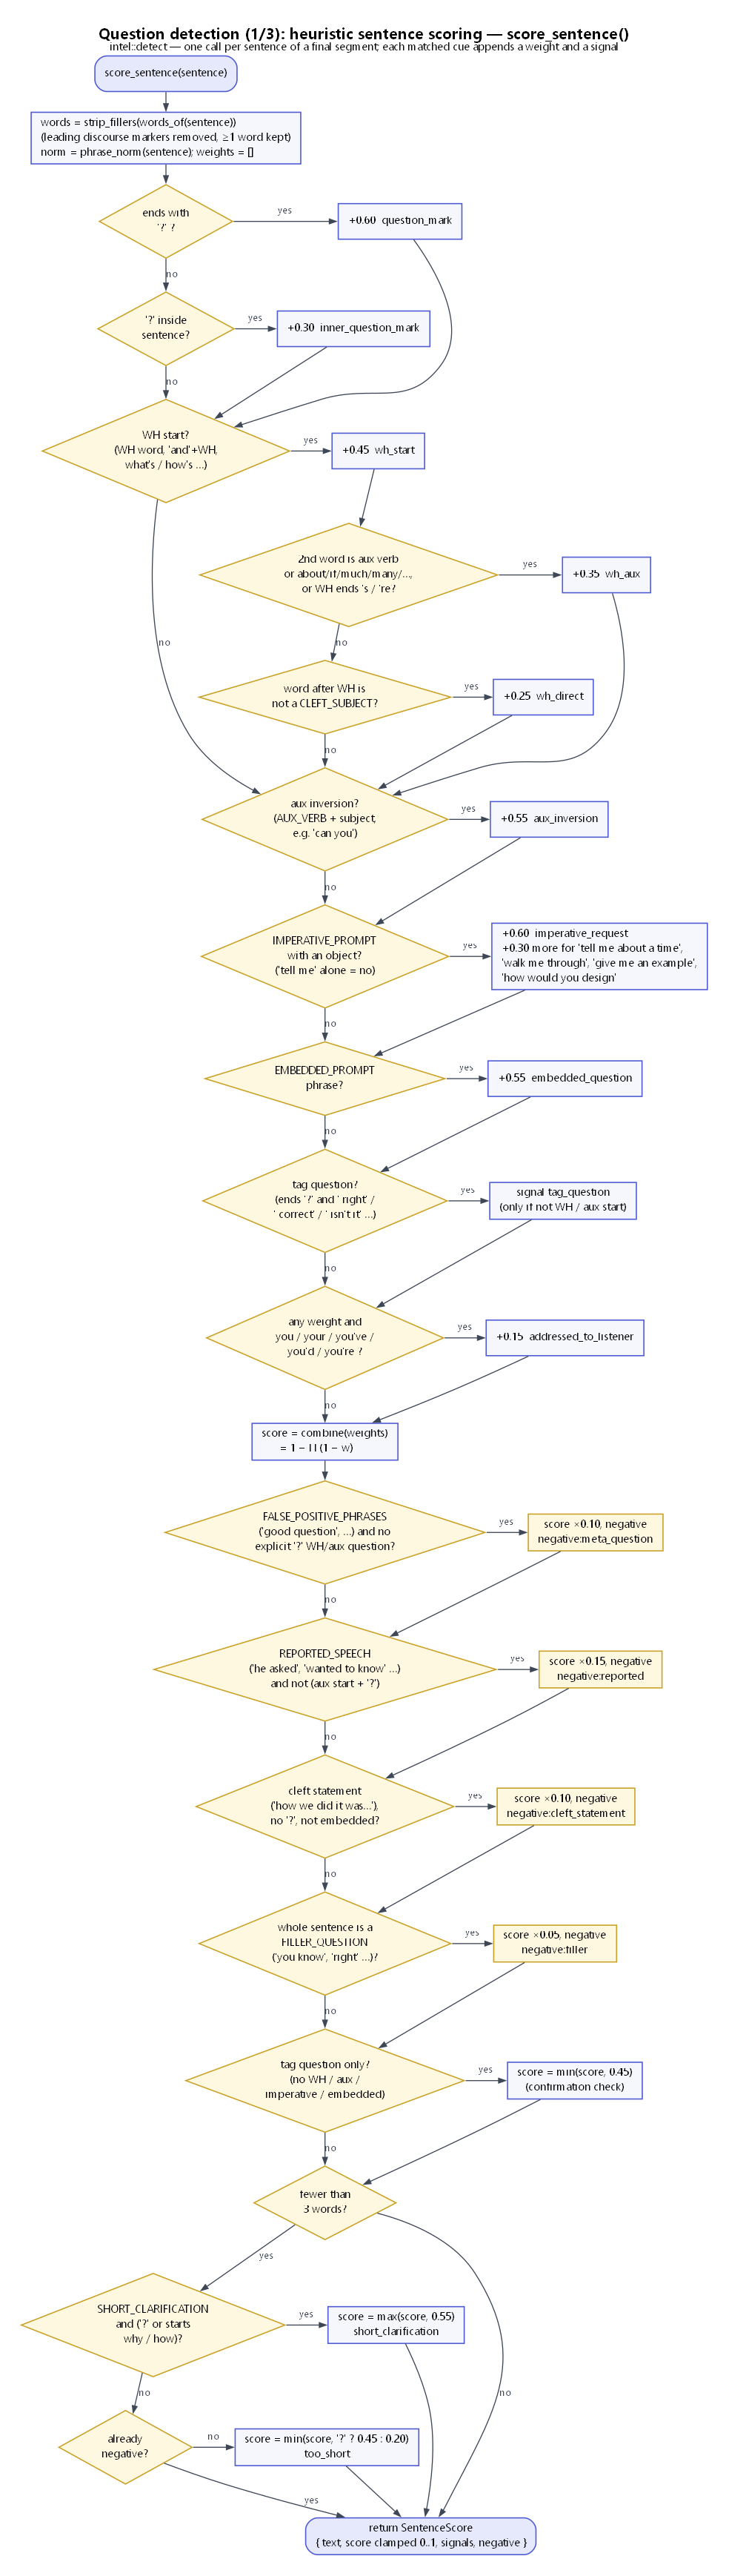 Question detection (1/3): heuristic sentence scoring — score_sentence()
intel::detect — one call per sentence of a final segment; each matched cue appends a weight and a signal
score_sentence(sentence)
words = strip_fillers(words_of(sentence))
(leading discourse markers removed, ≥1 word kept)
norm = phrase_norm(sentence); weights = []
ends with
'?' ?
yes
+0.60 question_mark
no
'?' inside
sentence?
yes
+0.30 inner_question_mark
no
WH start?
(WH word, 'and'+WH,
what's / how's ...)
yes
+0.45 wh_start
2nd word is aux verb
or about/if/much/many/...,
or WH ends 's / 're?
yes
+0.35 wh_aux
no
no
word after WH is
not a CLEFT_SUBJECT?
yes
+0.25 wh_direct
no
aux inversion?
(AUX_VERB + subject,
e.g. 'can you')
yes
+0.55 aux_inversion
no
IMPERATIVE_PROMPT
with an object?
('tell me' alone = no)
yes
+0.60 imperative_request
+0.30 more for 'tell me about a time',
'walk me through', 'give me an example',
'how would you design'
no
EMBEDDED_PROMPT
phrase?
yes
+0.55 embedded_question
no
tag question?
(ends '?' and ' right' /
' correct' / ' isn't it' ...)
yes
signal tag_question
(only if not WH / aux start)
no
any weight and
you / your / you've /
you'd / you're ?
yes
+0.15 addressed_to_listener
no
score = combine(weights)
= 1 − Π (1 − w)
FALSE_POSITIVE_PHRASES
('good question', ...) and no
explicit '?' WH/aux question?
yes
score ×0.10, negative
negative:meta_question
no
REPORTED_SPEECH
('he asked', 'wanted to know' ...)
and not (aux start + '?')
yes
score ×0.15, negative
negative:reported
no
cleft statement
('how we did it was...'),
no '?', not embedded?
yes
score ×0.10, negative
negative:cleft_statement
no
whole sentence is a
FILLER_QUESTION
('you know', 'right' ...)?
yes
score ×0.05, negative
negative:filler
no
tag question only?
(no WH / aux /
imperative / embedded)
yes
score = min(score, 0.45)
(confirmation check)
no
fewer than
3 words?
yes
SHORT_CLARIFICATION
and ('?' or starts
why / how)?
yes
score = max(score, 0.55)
short_clarification
no
no
already
negative?
no
score = min(score, '?' ? 0.45 : 0.20)
too_short
yes
return SentenceScore
{ text, score clamped 0..1, signals, negative }